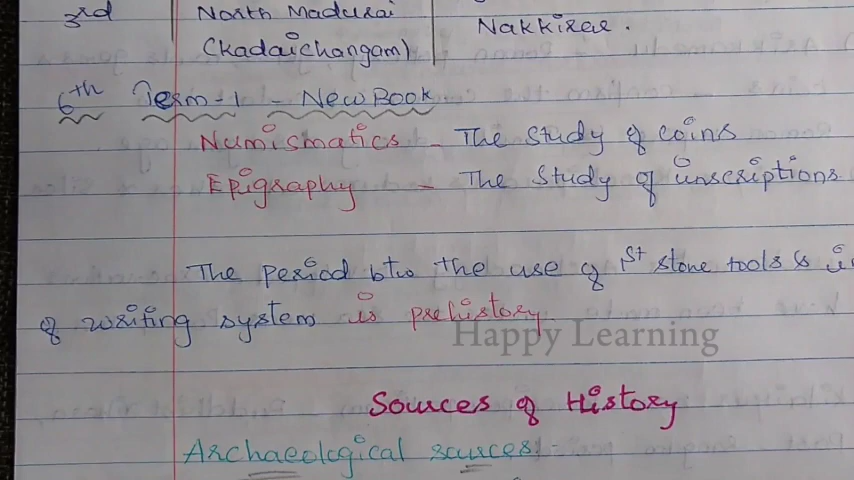 3rd North Madurai Nakkirar.
(Kadaichangam)
6th Term-1 - New Book
Numismatics - The study of coins
Epigraphy - The study of inscriptions
The period btw the use of 1st stone tools &
of writing system is prehistory.
Happy Learning
Sources of History
Archaeological sources:-